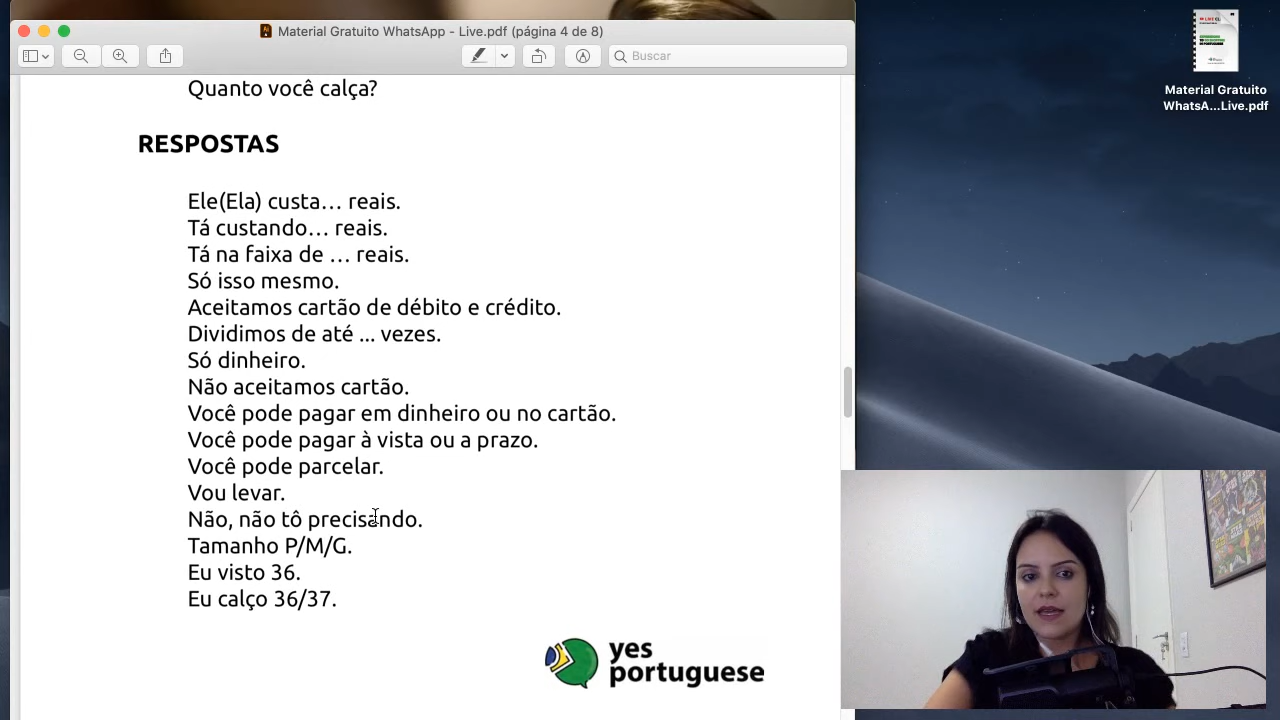 Material Gratuito WhatsApp - Live.pdf (página 4 de 8)
Buscar
Quanto você calça?
RESPOSTAS
Ele(Ela) custa… reais.
Tá custando… reais.
Tá na faixa de … reais.
Só isso mesmo.
Aceitamos cartão de débito e crédito.
Dividimos de até ... vezes.
Só dinheiro.
Não aceitamos cartão.
Você pode pagar em dinheiro ou no cartão.
Você pode pagar à vista ou a prazo.
Você pode parcelar.
Vou levar.
Não, não tô precisando.
Tamanho P/M/G.
Eu visto 36.
Eu calço 36/37.
yes
portuguese
Material Gratuito
WhatsA...Live.pdf